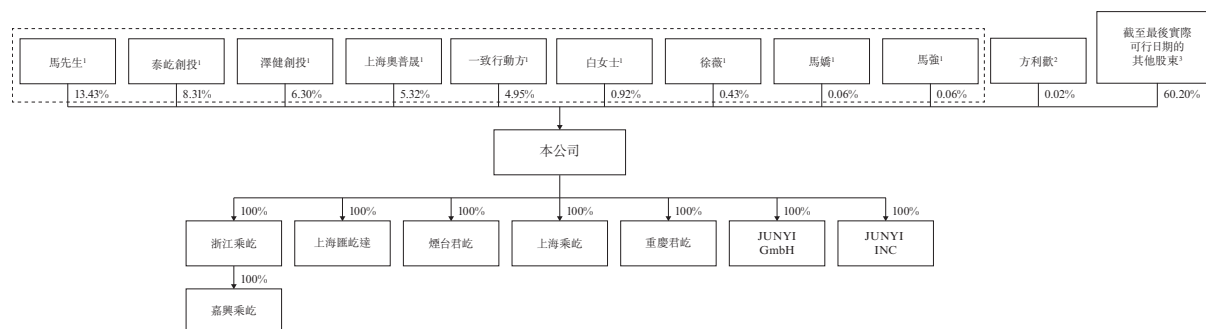 馬先生¹
泰屹創投¹
澤健創投¹
上海奧普晟¹
一致行動方¹
白女士¹
徐薇¹
馬嬌¹
馬強¹
方利歡²
截至最後實際
可行日期的
其他股東³
13.43%
8.31%
6.30%
5.32%
4.95%
0.92%
0.43%
0.06%
0.06%
0.02%
60.20%
本公司
100%
100%
100%
100%
100%
100%
100%
浙江乘屹
上海匯屹達
煙台君屹
上海乘屹
重慶君屹
JUNYI
GmbH
JUNYI
INC
100%
嘉興乘屹